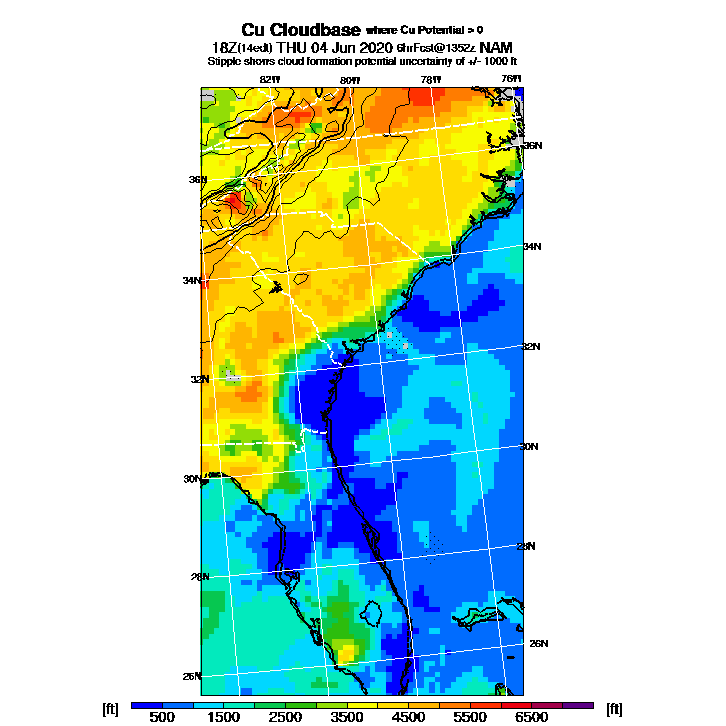 Cu Cloudbase where Cu Potential > 0
18Z(14edt) THU 04 Jun 2020 6hrFcst@1352z NAM
Stipple shows cloud formation potential uncertainty of +/- 1000 ft
82W 80W 78W 76W
36N
36N
34N
34N
32N
32N
30N
30N
28N
28N
26N
26N
[ft] 500 1500 2500 3500 4500 5500 6500 [ft]